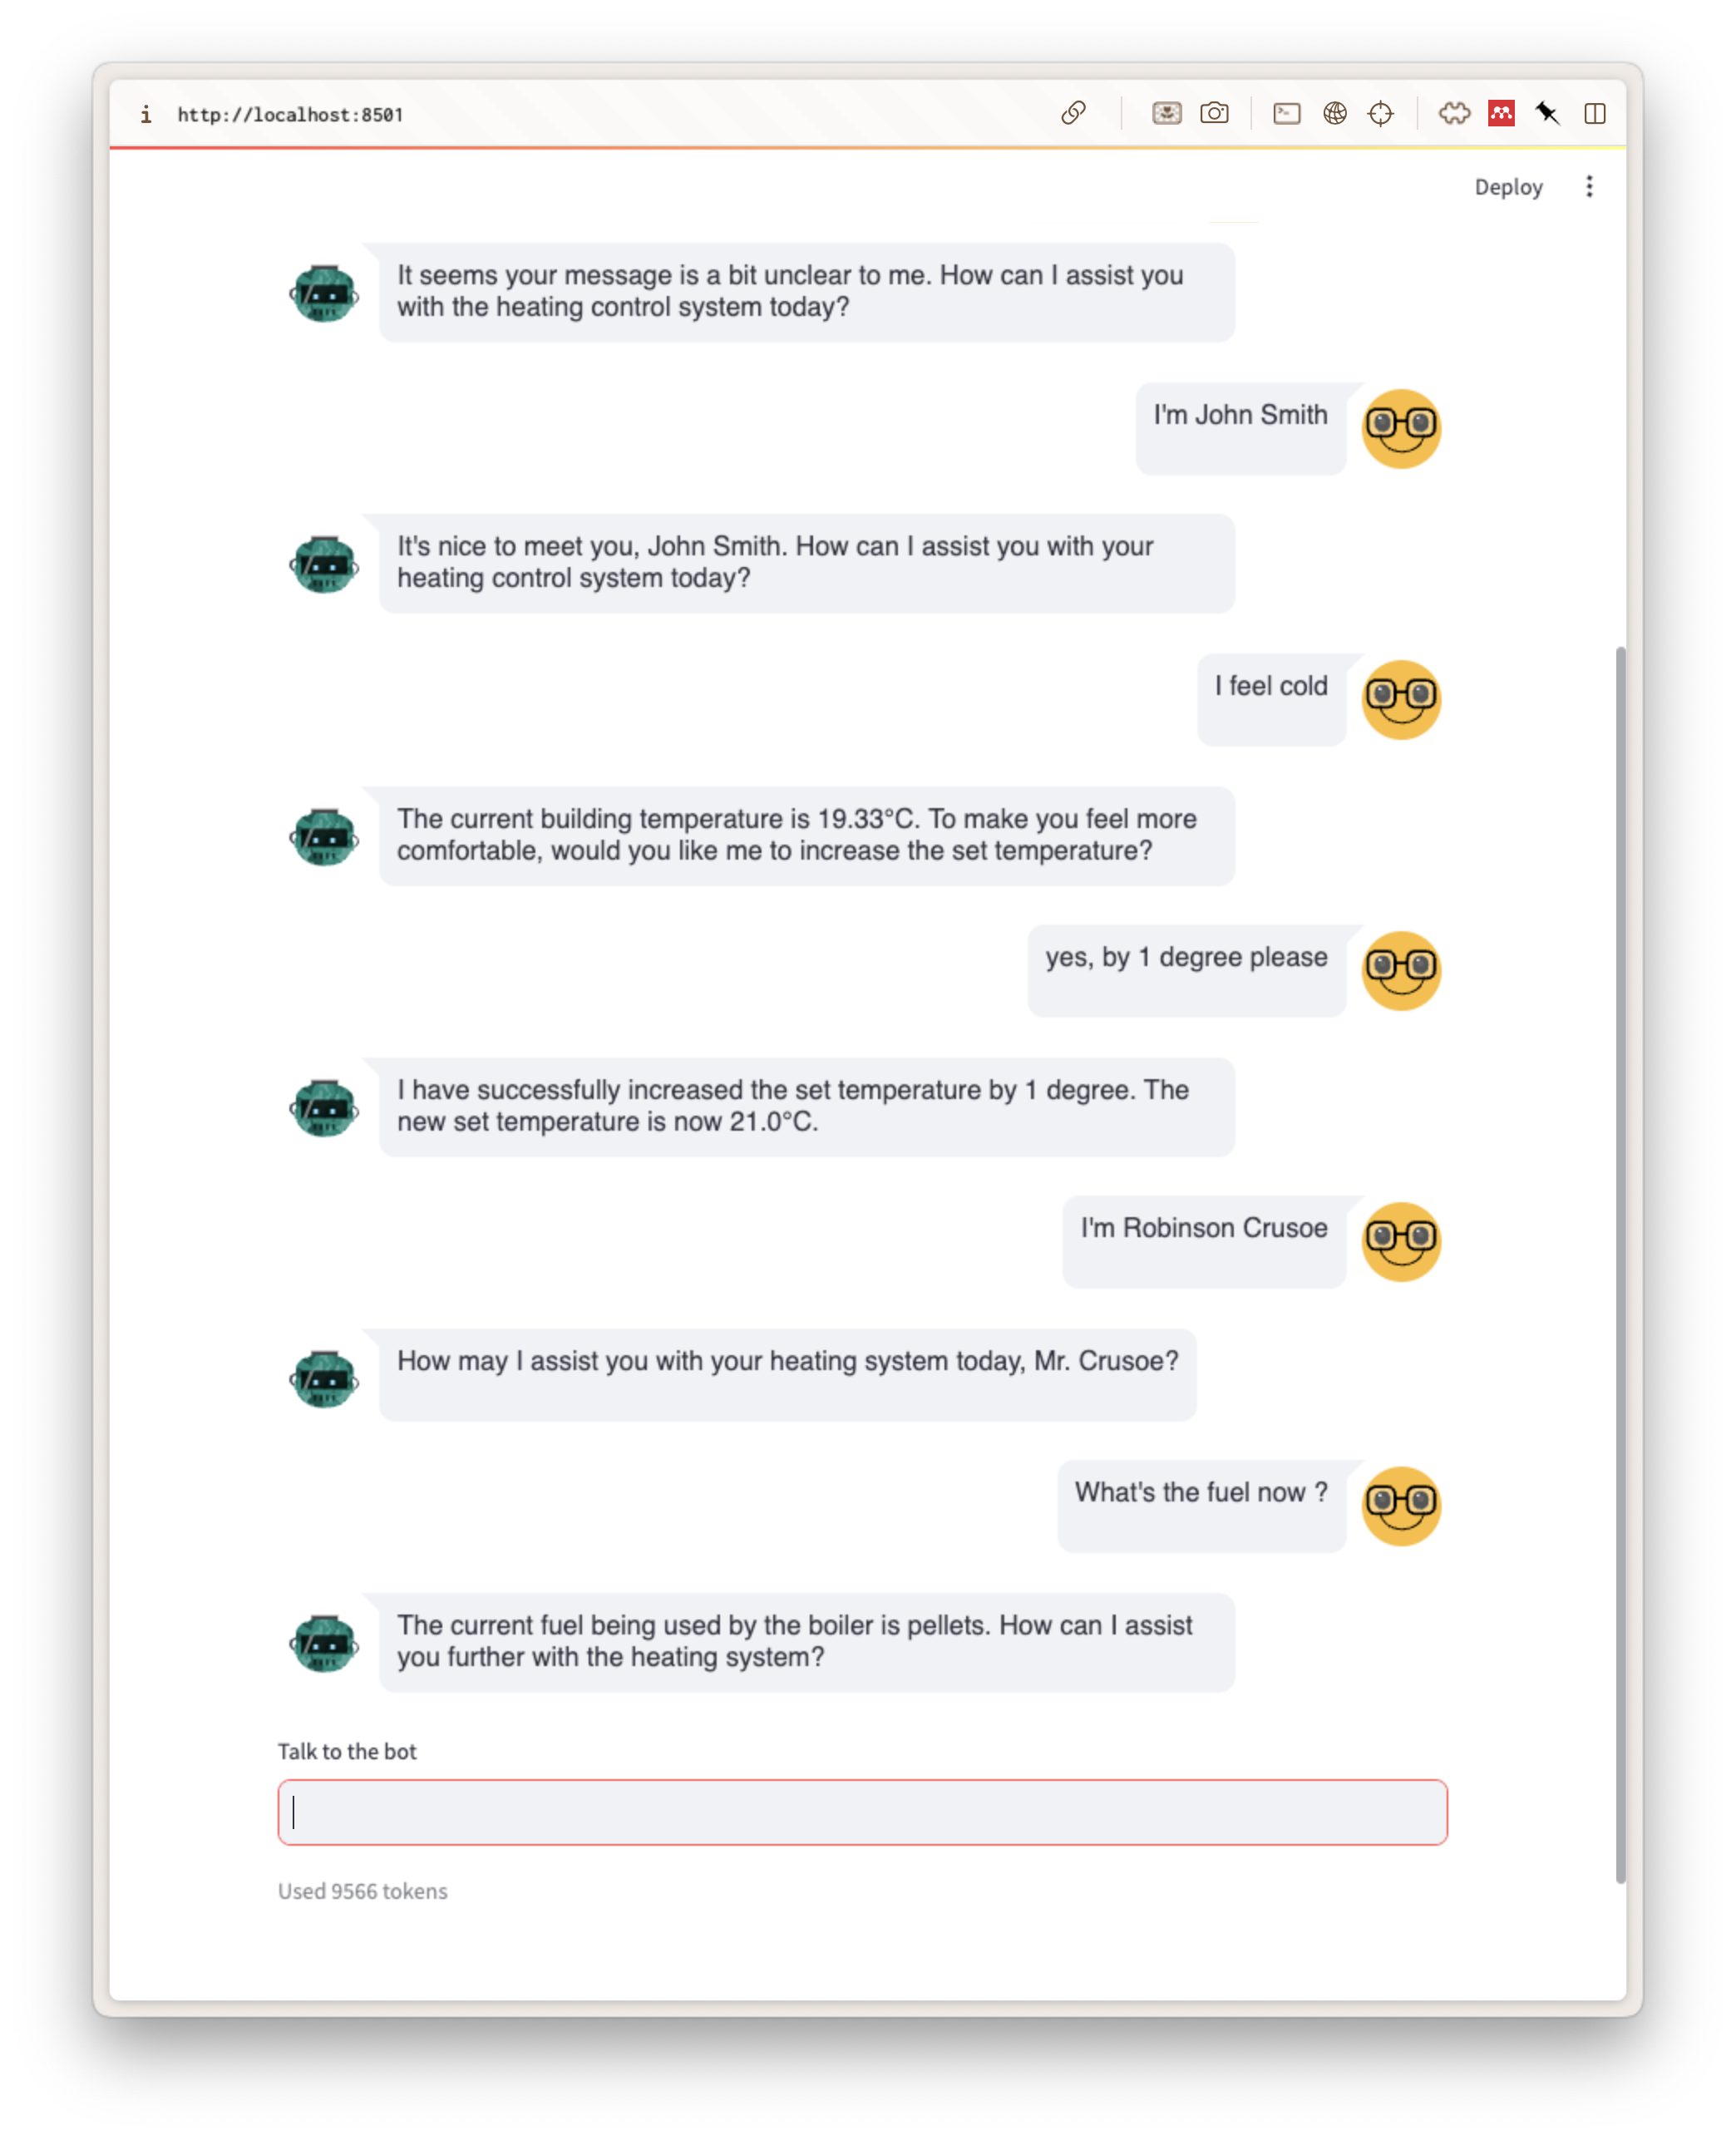 i http://localhost:8501
Deploy
It seems your message is a bit unclear to me. How can I assist you
with the heating control system today?
I'm John Smith
It's nice to meet you, John Smith. How can I assist you with your
heating control system today?
I feel cold
The current building temperature is 19.33°C. To make you feel more
comfortable, would you like me to increase the set temperature?
yes, by 1 degree please
I have successfully increased the set temperature by 1 degree. The
new set temperature is now 21.0°C.
I'm Robinson Crusoe
How may I assist you with your heating system today, Mr. Crusoe?
What's the fuel now ?
The current fuel being used by the boiler is pellets. How can I assist
you further with the heating system?
Talk to the bot
Used 9566 tokens